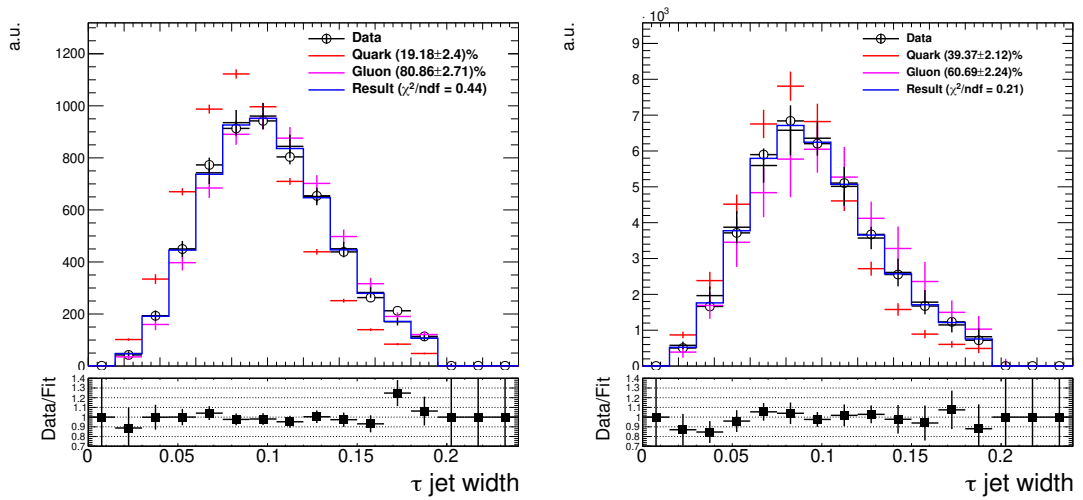 a.u.
1200
1000
800
600
400
200
0
Data
Quark (19.18±2.4)%
Gluon (80.86±2.71)%
Result (χ²/ndf = 0.44)
Data/Fit
1.4
1.3
1.2
1.1
1
0.9
0.8
0.7
0 0.05 0.1 0.15 0.2
τ jet width
a.u.
×10³
9
8
7
6
5
4
3
2
1
0
Data
Quark (39.37±2.12)%
Gluon (60.69±2.24)%
Result (χ²/ndf = 0.21)
Data/Fit
1.4
1.3
1.2
1.1
1
0.9
0.8
0.7
0 0.05 0.1 0.15 0.2
τ jet width